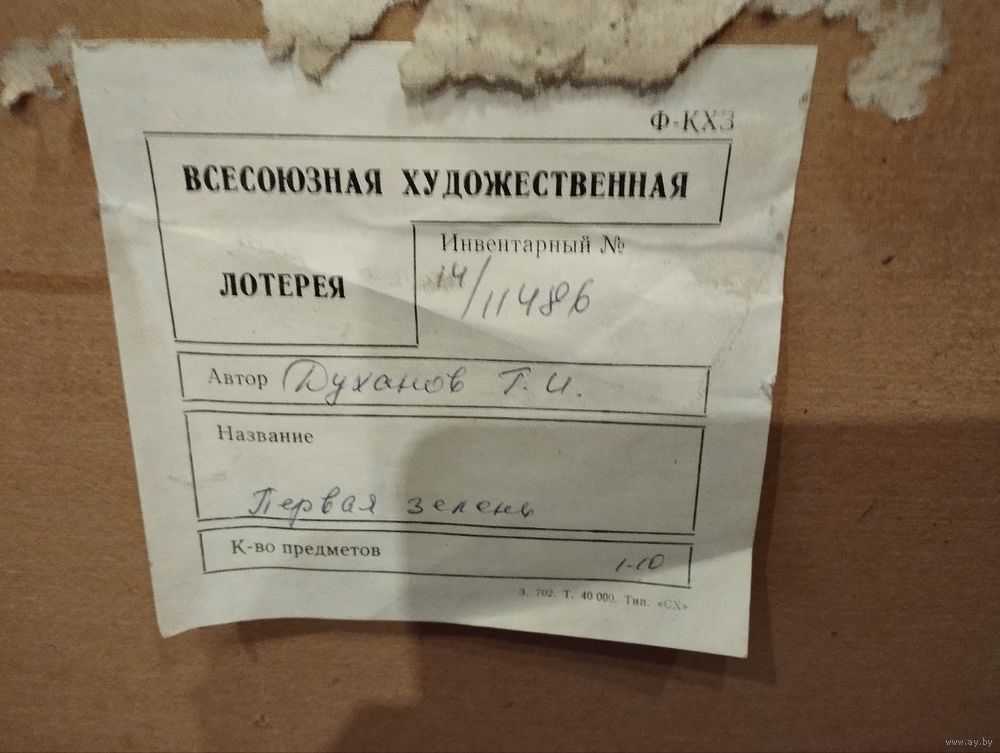 Ф-КХЗ
ВСЕСОЮЗНАЯ ХУДОЖЕСТВЕННАЯ
ЛОТЕРЕЯ
Инвентарный №
14/11486
Автор Духанов Т. И.
Название
Первая зелень
К-во предметов 1-10
З. 702. Т. 40 000. Тип. «СХ»
www.ay.by